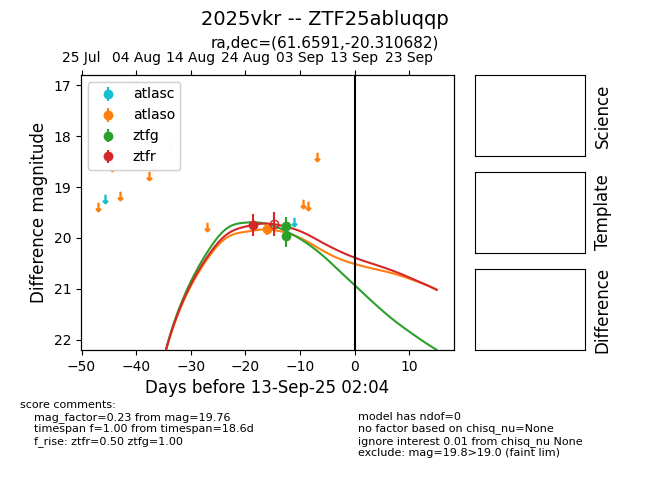 2025vkr -- ZTF25abluqqp
ra,dec=(61.6591,-20.310682)
25 Jul 04 Aug 14 Aug 24 Aug 03 Sep 13 Sep 23 Sep
atlasc
atlaso
ztfg
ztfr
17
18
19
20
21
22
Difference magnitude
−50 −40 −30 −20 −10 0 10
Days before 13-Sep-25 02:04
Science
Template
Difference
score comments:
mag_factor=0.23 from mag=19.76
timespan f=1.00 from timespan=18.6d
f_rise: ztfr=0.50 ztfg=1.00
model has ndof=0
no factor based on chisq_nu=None
ignore interest 0.01 from chisq_nu None
exclude: mag=19.8>19.0 (faint lim)